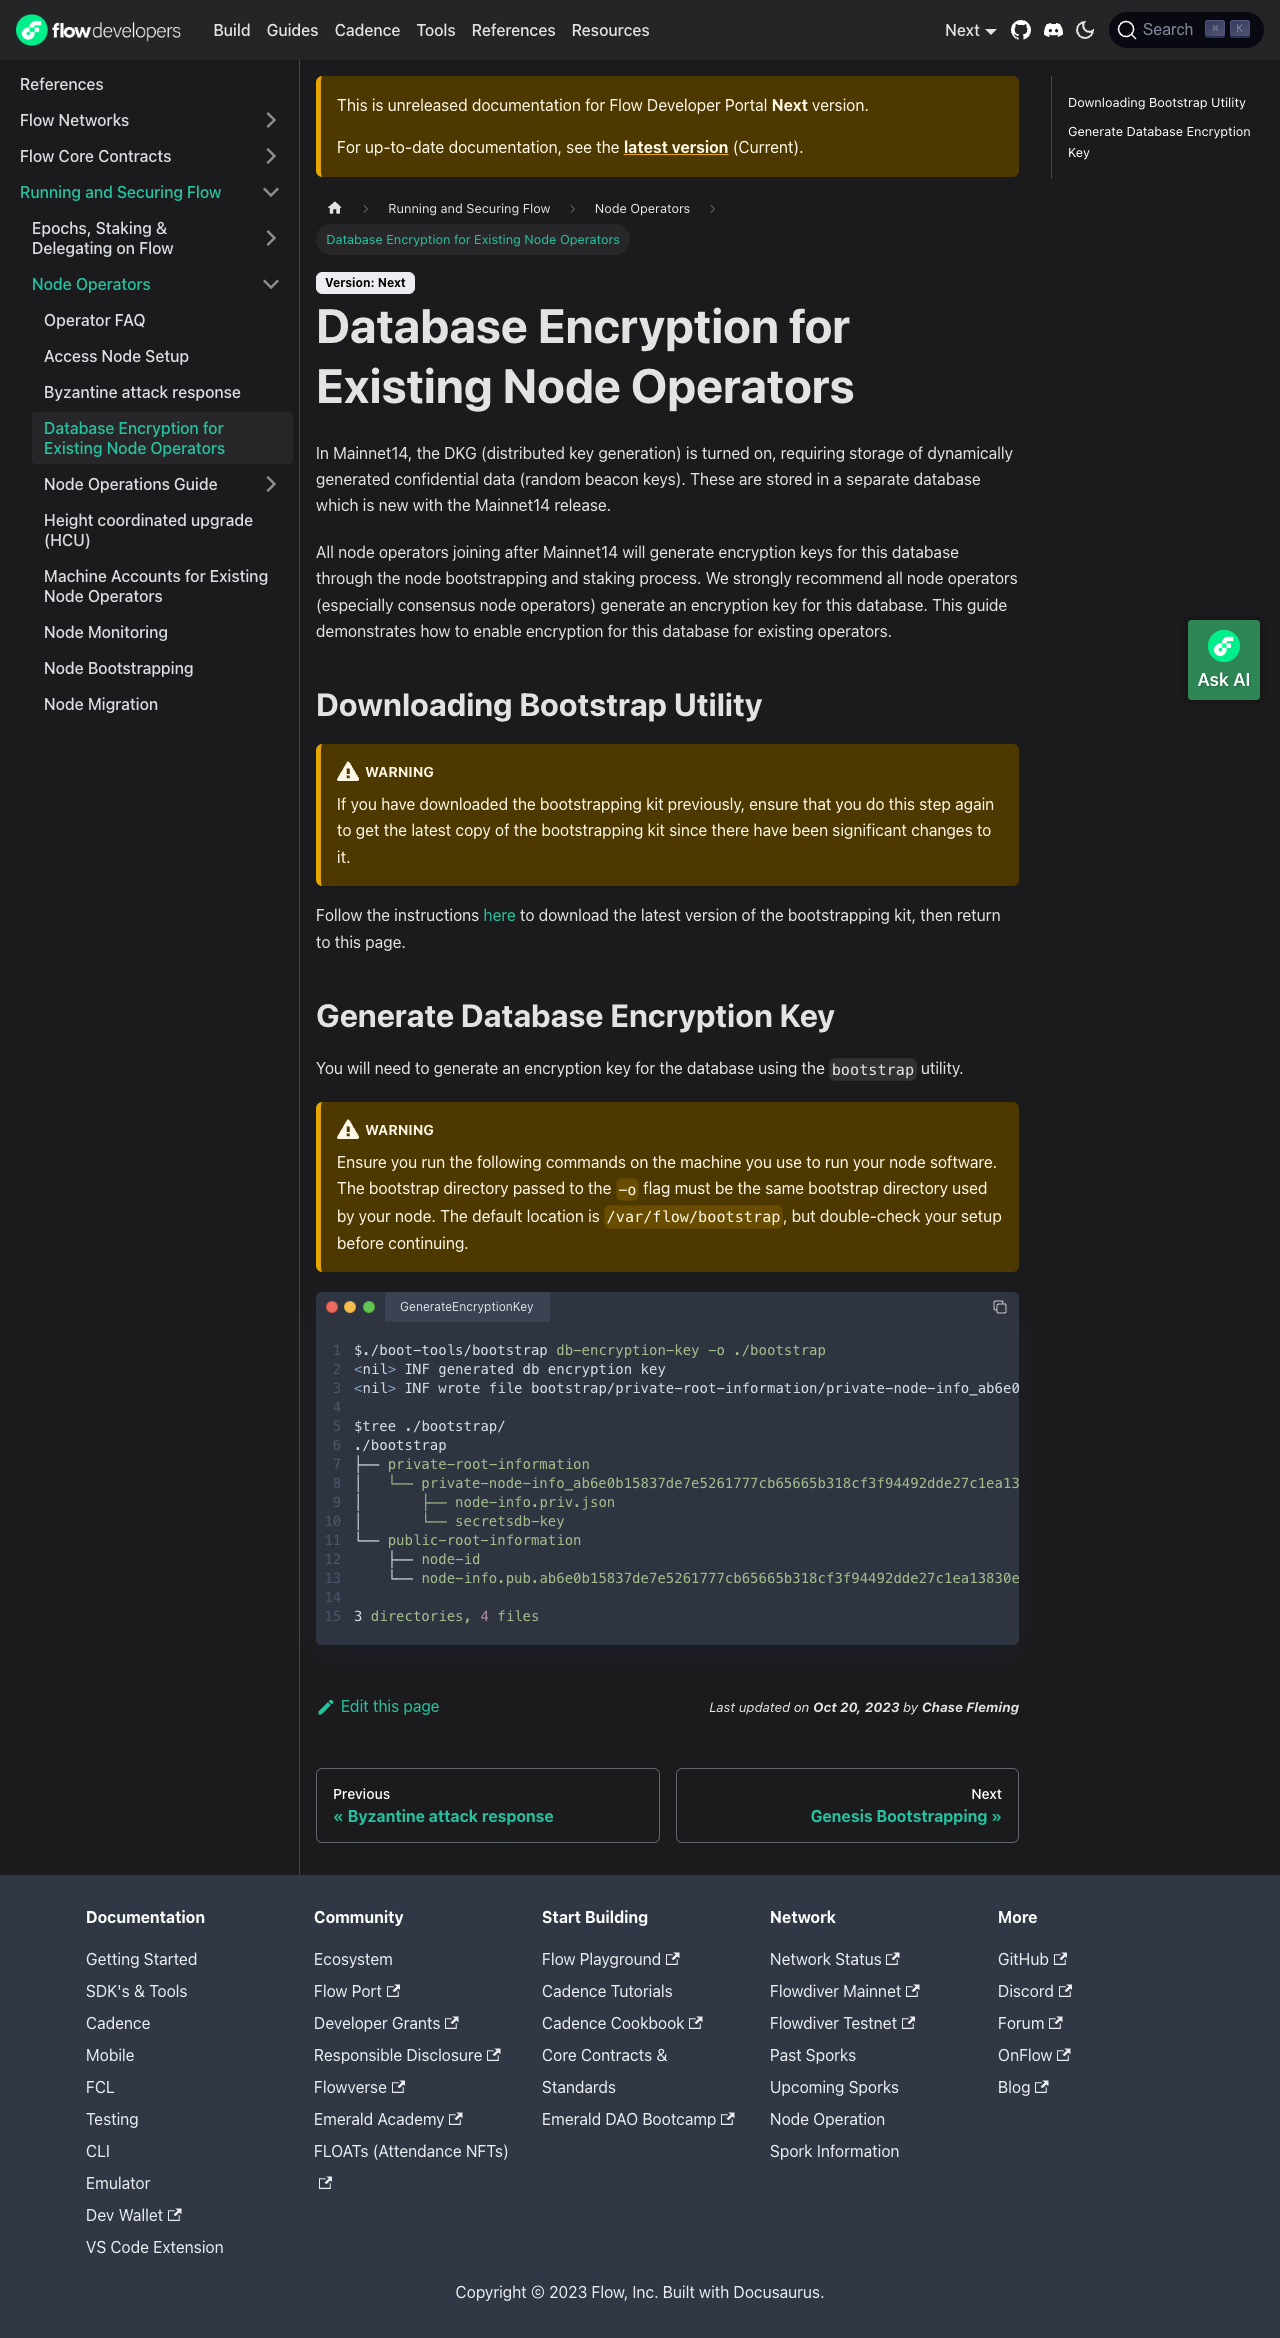 flowdevelopers Build Guides Cadence Tools References Resources Next Search ⌘ K
References
Flow Networks
Flow Core Contracts
Running and Securing Flow
Epochs, Staking &
Delegating on Flow
Node Operators
Operator FAQ
Access Node Setup
Byzantine attack response
Database Encryption for
Existing Node Operators
Node Operations Guide
Height coordinated upgrade
(HCU)
Machine Accounts for Existing
Node Operators
Node Monitoring
Node Bootstrapping
Node Migration
This is unreleased documentation for Flow Developer Portal Next version.
For up-to-date documentation, see the latest version (Current).
Running and Securing Flow
Node Operators
Database Encryption for Existing Node Operators
Version: Next
Database Encryption for
Existing Node Operators
In Mainnet14, the DKG (distributed key generation) is turned on, requiring storage of dynamically
generated confidential data (random beacon keys). These are stored in a separate database
which is new with the Mainnet14 release.
All node operators joining after Mainnet14 will generate encryption keys for this database
through the node bootstrapping and staking process. We strongly recommend all node operators
(especially consensus node operators) generate an encryption key for this database. This guide
demonstrates how to enable encryption for this database for existing operators.
Downloading Bootstrap Utility
WARNING
If you have downloaded the bootstrapping kit previously, ensure that you do this step again
to get the latest copy of the bootstrapping kit since there have been significant changes to
it.
Follow the instructions here to download the latest version of the bootstrapping kit, then return
to this page.
Generate Database Encryption Key
You will need to generate an encryption key for the database using the bootstrap utility.
WARNING
Ensure you run the following commands on the machine you use to run your node software.
The bootstrap directory passed to the -o flag must be the same bootstrap directory used
by your node. The default location is /var/flow/bootstrap, but double-check your setup
before continuing.
GenerateEncryptionKey
1 $./boot-tools/bootstrap db-encryption-key -o ./bootstrap
2 <nil> INF generated db encryption key
3 <nil> INF wrote file bootstrap/private-root-information/private-node-info_ab6e0
4
5 $tree ./bootstrap/
6 ./bootstrap
7 ├── private-root-information
8 │   └── private-node-info_ab6e0b15837de7e5261777cb65665b318cf3f94492dde27c1ea13
9 │       ├── node-info.priv.json
10 │       └── secretsdb-key
11 └── public-root-information
12     ├── node-id
13     └── node-info.pub.ab6e0b15837de7e5261777cb65665b318cf3f94492dde27c1ea13830e
14
15 3 directories, 4 files
Edit this page
Last updated on Oct 20, 2023 by Chase Fleming
Previous
« Byzantine attack response
Next
Genesis Bootstrapping »
Downloading Bootstrap Utility
Generate Database Encryption
Key
Ask AI
Documentation
Getting Started
SDK's & Tools
Cadence
Mobile
FCL
Testing
CLI
Emulator
Dev Wallet
VS Code Extension
Community
Ecosystem
Flow Port
Developer Grants
Responsible Disclosure
Flowverse
Emerald Academy
FLOATs (Attendance NFTs)
Start Building
Flow Playground
Cadence Tutorials
Cadence Cookbook
Core Contracts &
Standards
Emerald DAO Bootcamp
Network
Network Status
Flowdiver Mainnet
Flowdiver Testnet
Past Sporks
Upcoming Sporks
Node Operation
Spork Information
More
GitHub
Discord
Forum
OnFlow
Blog
Copyright © 2023 Flow, Inc. Built with Docusaurus.